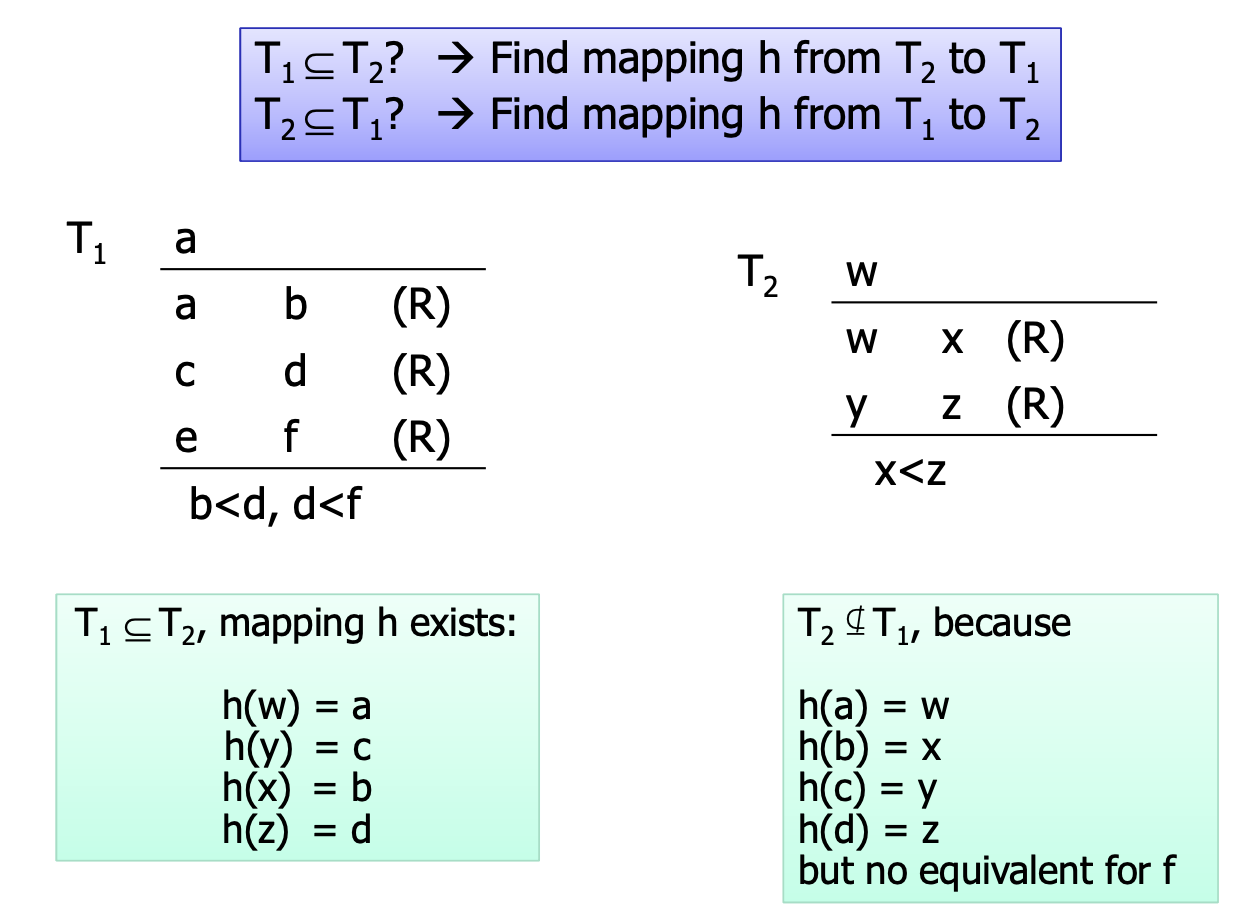 T₁⊆T₂? → Find mapping h from T₂ to T₁
T₂⊆T₁? → Find mapping h from T₁ to T₂
T₁ a
a b (R)
c d (R)
e f (R)
b<d, d<f
T₂ w
w x (R)
y z (R)
x<z
T₁ ⊆ T₂, mapping h exists:
h(w) = a
h(y) = c
h(x) = b
h(z) = d
T₂ ⊈ T₁, because
h(a) = w
h(b) = x
h(c) = y
h(d) = z
but no equivalent for f